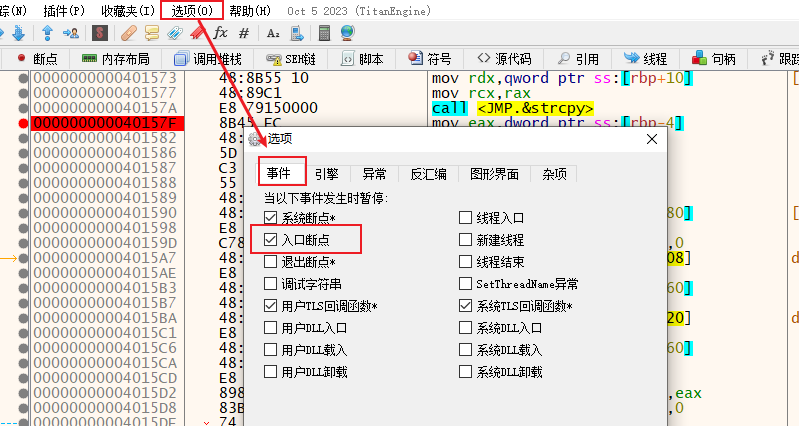 踪(N) 插件(P) 收藏夹(I) 选项(O) 帮助(H) Oct 5 2023 (TitanEngine)
断点 内存布局 调用堆栈 SEH链 脚本 符号 源代码 引用 线程 句柄 跟踪
0000000000401573 48:8B55 10 mov rdx,qword ptr ss:[rbp+10]
0000000000401577 48:89C1 mov rcx,rax
000000000040157A E8 79150000 call <JMP.&strcpy>
000000000040157F 8B45 FC mov eax,dword ptr ss:[rbp-4]
0000000000401582 48:
选项
0000000000401586 5D
0000000000401587 C3
事件 引擎 异常 反汇编 图形界面 杂项
0000000000401588 55
0000000000401589 48:
当以下事件发生时暂停:
0000000000401590 48: 80]
系统断点* 线程入口
0000000000401598 E8
入口断点 新建线程
000000000040159D C78 ,0
00000000004015A7 48: 08] d
退出断点* 线程结束
00000000004015AE E8
调试字符串 SetThreadName异常
00000000004015B3 48: 60]
00000000004015B7 48:
用户TLS回调函数* 系统TLS回调函数*
00000000004015BA 48: 20] d
用户DLL入口 系统DLL入口
00000000004015C1 E8
00000000004015C6 48: 60]
用户DLL载入 系统DLL载入
00000000004015CA 48:
用户DLL卸载 系统DLL卸载
00000000004015CD E8
00000000004015D2 898 ,eax
00000000004015D8 83B ,0
00000000004015DF 74